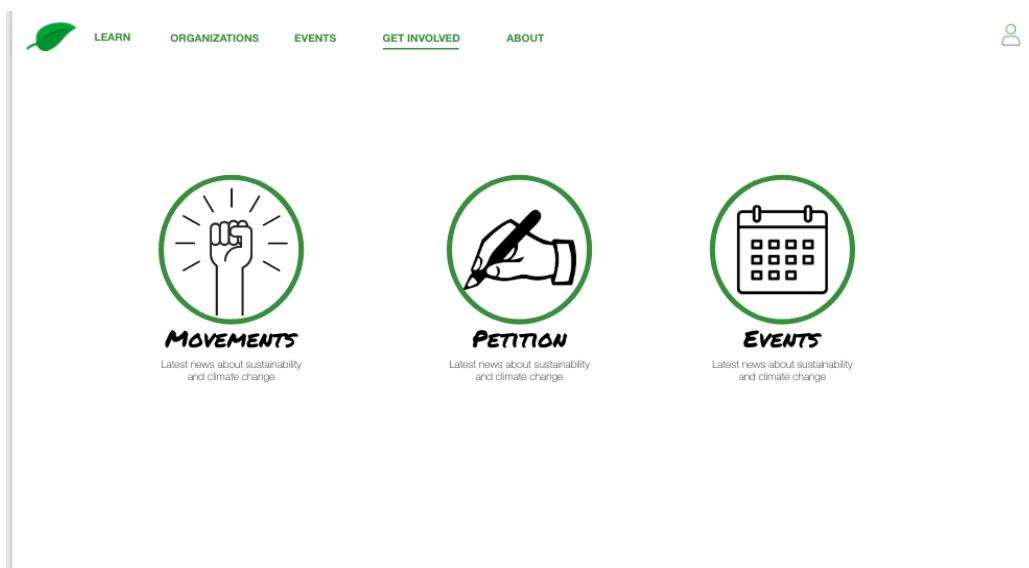 LEARN ORGANIZATIONS EVENTS GET INVOLVED ABOUT
MOVEMENTS
Latest news about sustainability
and climate change
PETITION
Latest news about sustainability
and climate change
EVENTS
Latest news about sustainability
and climate change